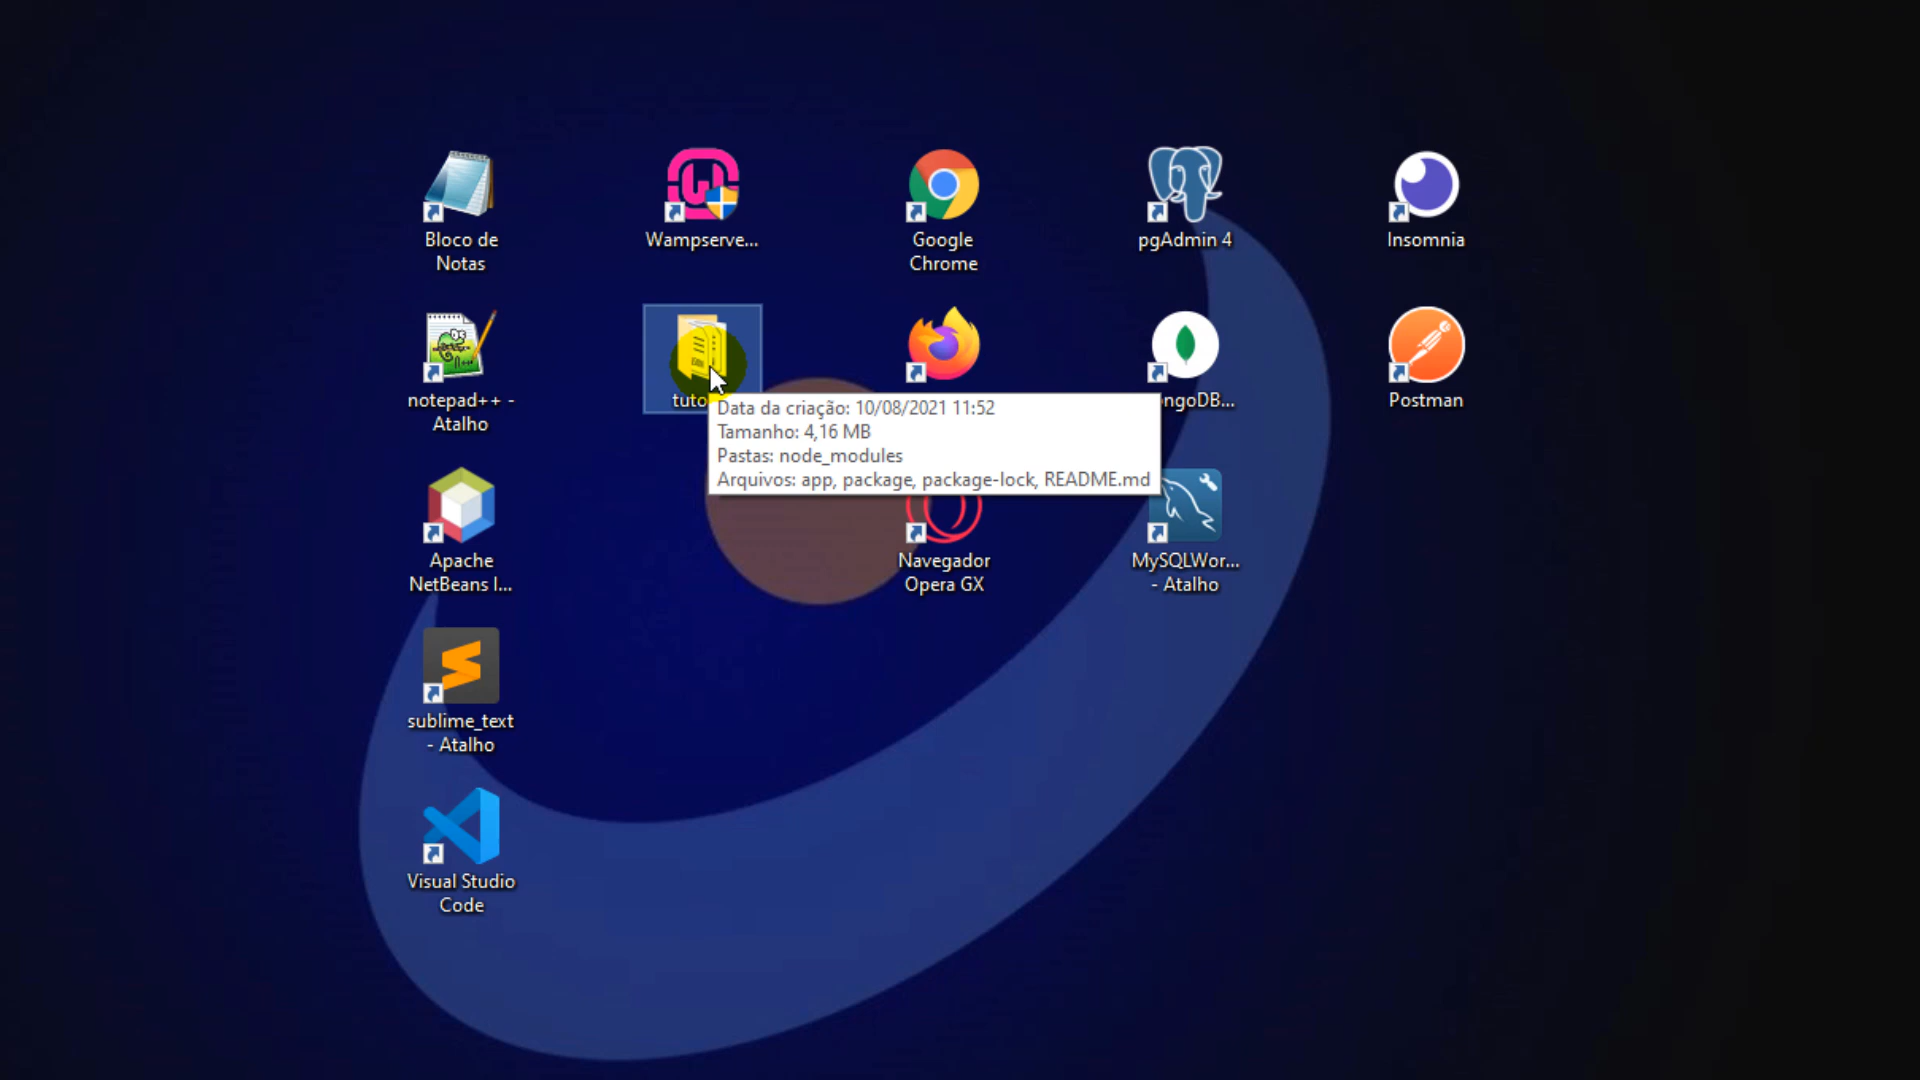 Bloco de
Notas
Wampserve...
Google
Chrome
pgAdmin 4
Insomnia
notepad++ -
Atalho
tuto
ngoDB...
Postman
Data da criação: 10/08/2021 11:52
Tamanho: 4,16 MB
Pastas: node_modules
Arquivos: app, package, package-lock, README.md
Apache
NetBeans I...
Navegador
Opera GX
MySQLWor...
- Atalho
sublime_text
- Atalho
Visual Studio
Code